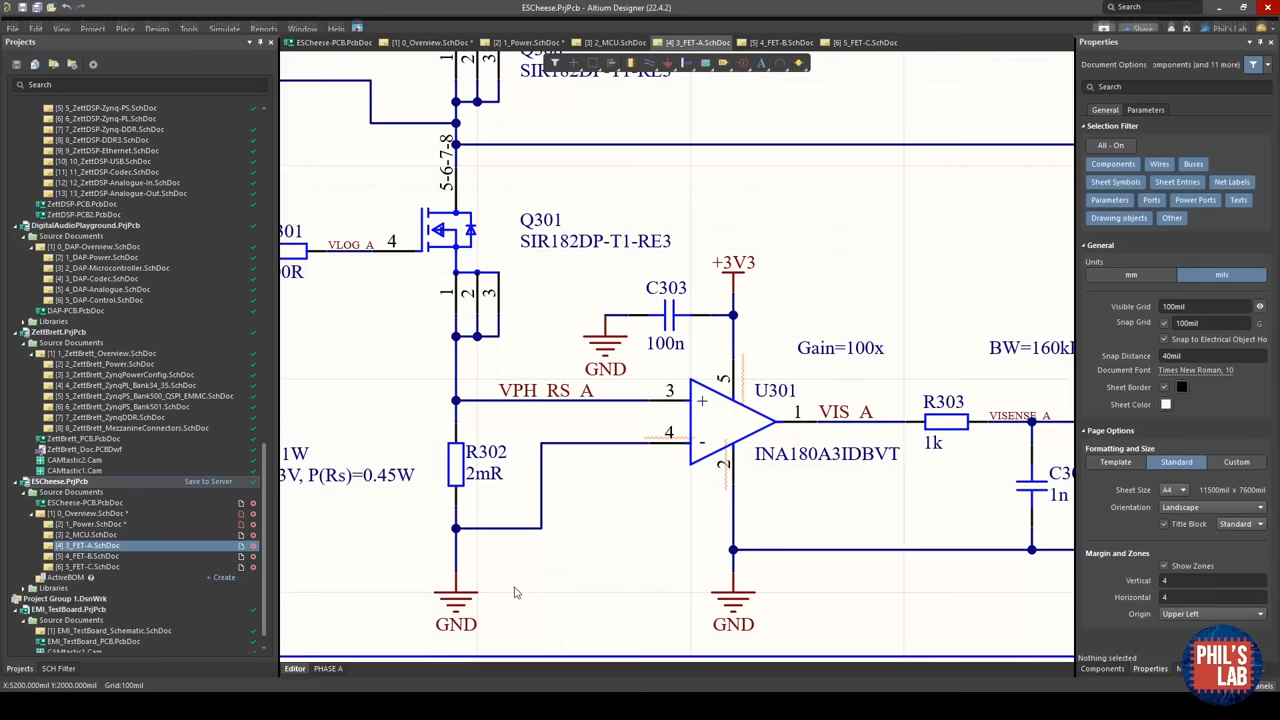 ESCheese.PrjPcb - Altium Designer (22.4.2)
Search
File Edit View Project Place Design Tools
Reports Window Help
Share
Phil's Lab
Projects
ESCheese-PCB.PcbDoc
[1] 0_Overview.SchDoc *
[2] 1_Power.SchDoc *
[3] 2_MCU.SchDoc
[4] 3_FET-A.SchDoc
[5] 4_FET-B.SchDoc
[6] 5_FET-C.SchDoc
Properties
Search
[5] 5_ZettDSP-Zynq-PS.SchDoc
[6] 6_ZettDSP-Zynq-PL.SchDoc
[7] 7_ZettDSP-Zynq-DDR.SchDoc
[8] 8_ZettDSP-DDR3.SchDoc
[9] 9_ZettDSP-Ethernet.SchDoc
[10] 10_ZettDSP-USB.SchDoc
[11] 11_ZettDSP-Codec.SchDoc
[12] 12_ZettDSP-Analogue-In.SchDoc
[13] 13_ZettDSP-Analogue-Out.SchDoc
ZettDSP-PCB.PcbDoc
ZettDSP-PCB2.PcbDoc
DigitalAudioPlayground.PrjPcb
Source Documents
[1] 0_DAP-Overview.SchDoc
[2] 1_DAP-Power.SchDoc
[3] 2_DAP-Microcontroller.SchDoc
[4] 3_DAP-Codec.SchDoc
[5] 4_DAP-Analogue.SchDoc
[6] 5_DAP-Control.SchDoc
DAP-PCB.PcbDoc
Libraries
ZettBrett.PrjPcb
Source Documents
[1] 1_ZettBrett_Overview.SchDoc
[2] 2_ZettBrett_Power.SchDoc
[3] 3_ZettBrett_ZynqPowerConfig.SchDoc
[4] 4_ZettBrett_ZynqPL_Bank34_35.SchDoc
[5] 5_ZettBrett_ZynqPS_Bank500_QSPI_EMMC.SchDoc
[6] 6_ZettBrett_ZynqPS_Bank501.SchDoc
[7] 7_ZettBrett_ZynqDDR.SchDoc
[8] 8_ZettBrett_MezzanineConnectors.SchDoc
ZettBrett_PCB.PcbDoc
ZettBrett_Doc.PCBDwf
CAMtastic2.Cam
CAMtastic1.Cam
ESCheese.PrjPcb
Save to Server
Source Documents
ESCheese-PCB.PcbDoc
[1] 0_Overview.SchDoc *
[2] 1_Power.SchDoc *
[3] 2_MCU.SchDoc
[4] 3_FET-A.SchDoc
[5] 4_FET-B.SchDoc
[6] 5_FET-C.SchDoc
ActiveBOM
+ Create
Libraries
Project Group 1.DsnWrk
EMI_TestBoard.PrjPcb
Source Documents
[1] EMI_TestBoard_Schematic.SchDoc
EMI_TestBoard_PCB.PcbDoc
CAMtastic1.Cam
Projects
SCH Filter
X:5200.000mil Y:2000.000mil Grid:100mil
1
2
3
SIR182DP-T1-RE3
5-6-7-8
VLOG_A
4
Q301
SIR182DP-T1-RE3
1
2
3
+3V3
C303
100n
GND
Gain=100x
VPH_RS_A
3
+
4
-
5
2
U301
1
VIS_A
INA180A3IDBVT
R303
1k
VISENSE_A
1n
R302
2mR
GND
GND
Editor
PHASE A
Document Options
Components (and 11 more)
General
Parameters
Selection Filter
All - On
Components
Wires
Buses
Sheet Symbols
Sheet Entries
Net Labels
Parameters
Ports
Power Ports
Texts
Drawing objects
Other
General
Units
mm
mils
Visible Grid
100mil
Snap Grid
100mil
G
Snap to Electrical Object Ho
Snap Distance
40mil
Document Font
Times New Roman, 10
Sheet Border
Sheet Color
Page Options
Formatting and Size
Template
Standard
Custom
Sheet Size
A4
11500mil x 7600mil
Orientation
Landscape
Title Block
Standard
Margin and Zones
Show Zones
Vertical
4
Horizontal
4
Origin
Upper Left
Nothing selected
Components
Properties
PHIL'S
LAB